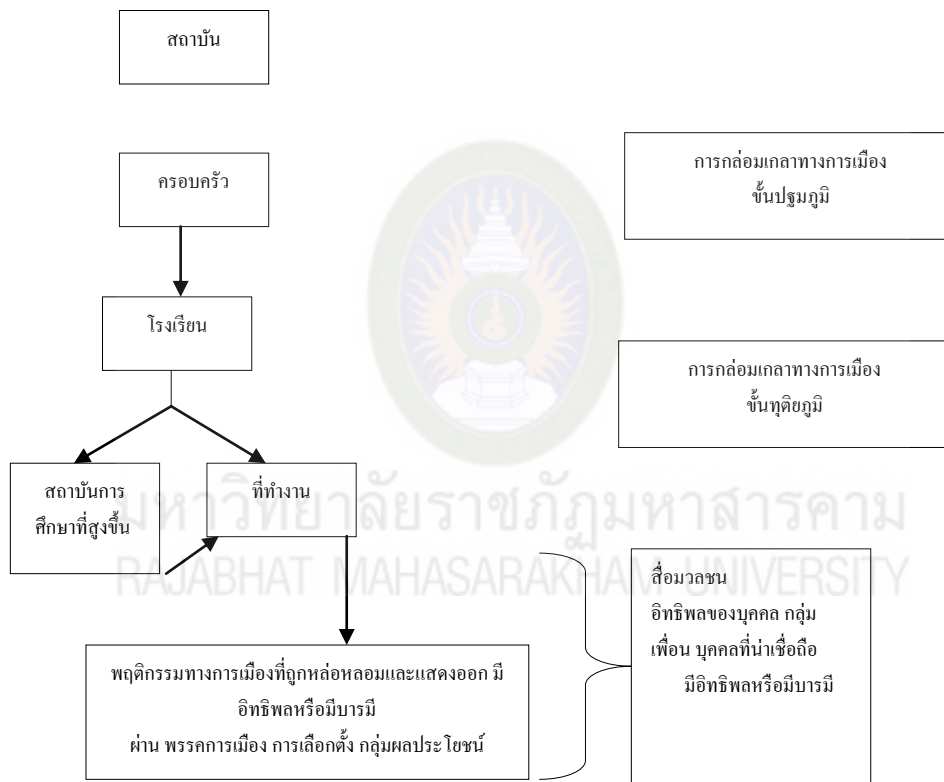 สถาบัน
ครอบครัว
การกล่อมเกลาทางการเมือง
ขั้นปฐมภูมิ
โรงเรียน
การกล่อมเกลาทางการเมือง
ขั้นทุติยภูมิ
สถาบันการ
ศึกษาที่สูงขึ้น
ที่ทำงาน
มหาวิทยาลัยราชภัฏมหาสารคาม
RAJABHAT MAHASARAKHAM UNIVERSITY
สื่อมวลชน
อิทธิพลของบุคคล กลุ่ม
เพื่อน บุคคลที่น่าเชื่อถือ
มีอิทธิพลหรือมีบารมี
พฤติกรรมทางการเมืองที่ถูกหล่อหลอมและแสดงออก มี
อิทธิพลหรือมีบารมี
ผ่าน พรรคการเมือง การเลือกตั้ง กลุ่มผลประโยชน์